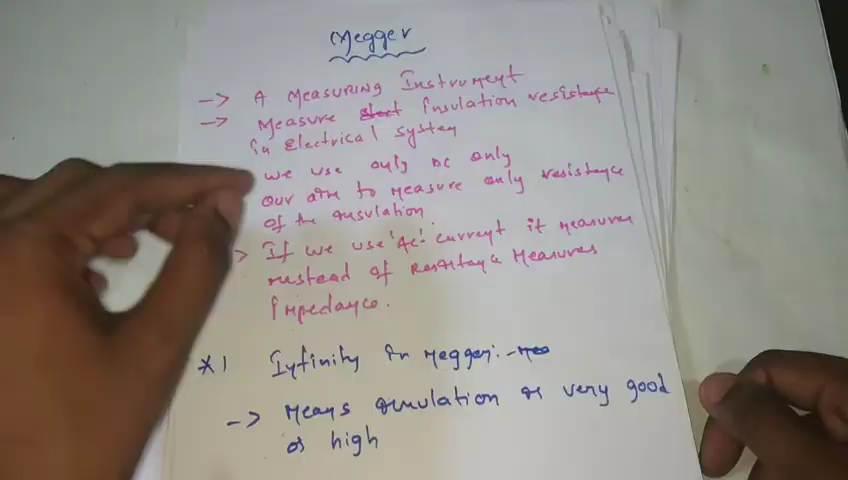 Megger
-> A Measuring Instrument
-> Measure Insulation resistance
in Electrical System
we use only DC only
our aim to measure only resistance
of the insulation
> If we use 'AC' current it measures
instead of Resistance Measures
Impedance.
*1 Infinity in megger:-
-> Means insulation is very good
is high